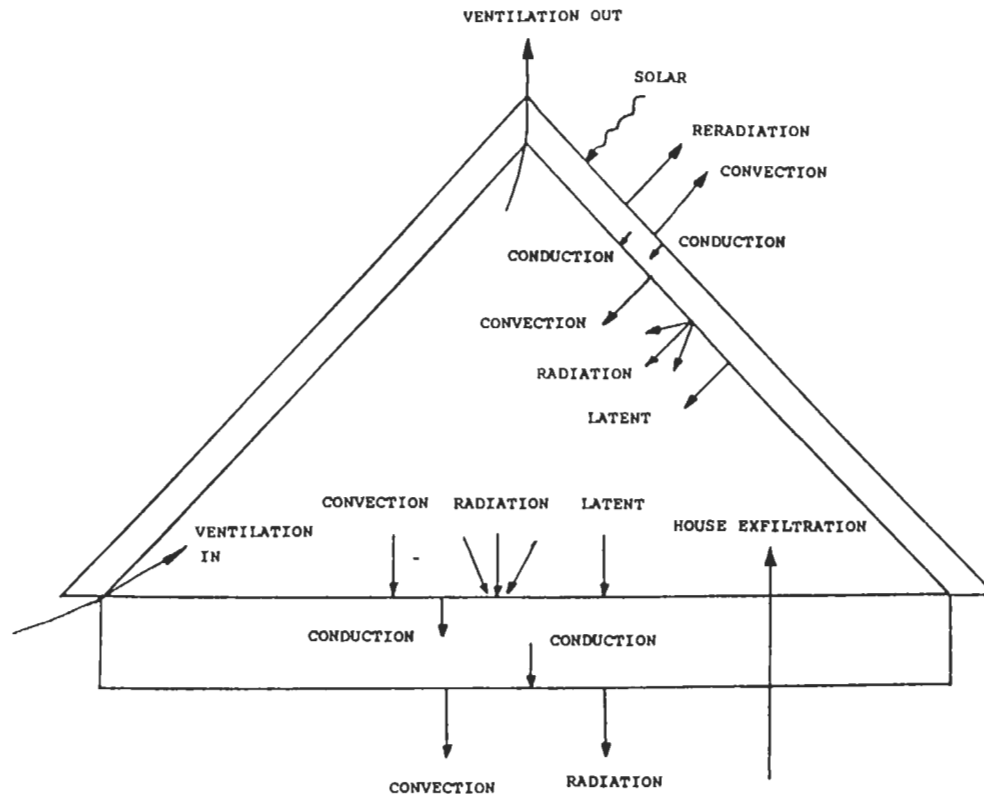 VENTILATION OUT
SOLAR
RERADIATION
CONVECTION
CONDUCTION
CONDUCTION
CONVECTION
RADIATION
LATENT
CONVECTION
RADIATION
LATENT
HOUSE EXFILTRATION
VENTILATION
IN
CONDUCTION
CONDUCTION
CONVECTION
RADIATION